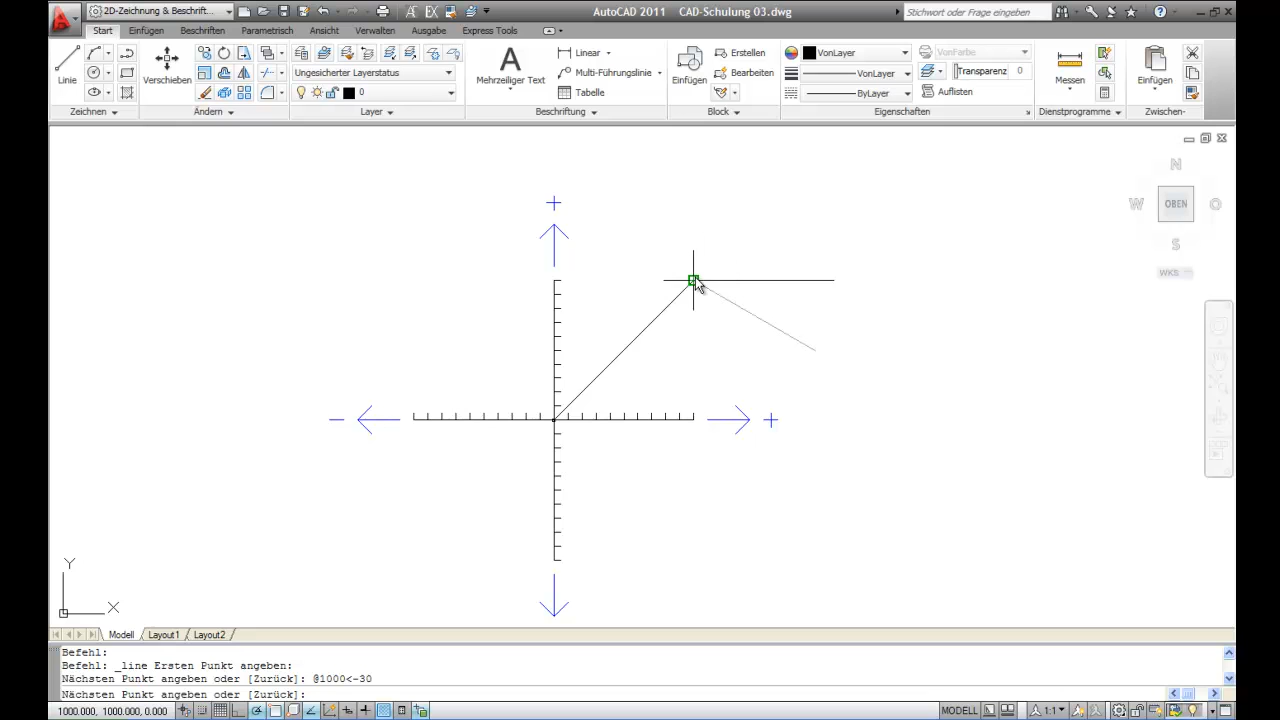 2D-Zeichnung & Beschrift... AutoCAD 2011 CAD-Schulung 03.dwg Stichwort oder Frage eingeben
Start Einfügen Beschriften Parametrisch Ansicht Verwalten Ausgabe Express Tools
Linie
Verschieben
Ungesicherter Layerstatus
0
A
Mehrzeiliger Text
Linear
Multi-Führungslinie
Tabelle
Einfügen
Erstellen
Bearbeiten
VonLayer
VonLayer
ByLayer
VonFarbe
Transparenz 0
Auflisten
Messen
Einfügen
Zeichnen Ändern Layer Beschriftung Block Eigenschaften Dienstprogramme Zwischen-
N
W OBEN O
S
WKS
+
− +
Y
X
Modell Layout1 Layout2
Befehl:
Befehl: _line Ersten Punkt angeben:
Nächsten Punkt angeben oder [Zurück]: @1000<-30
Nächsten Punkt angeben oder [Zurück]:
1000.000, 1000.000, 0.000 MODELL 1:1